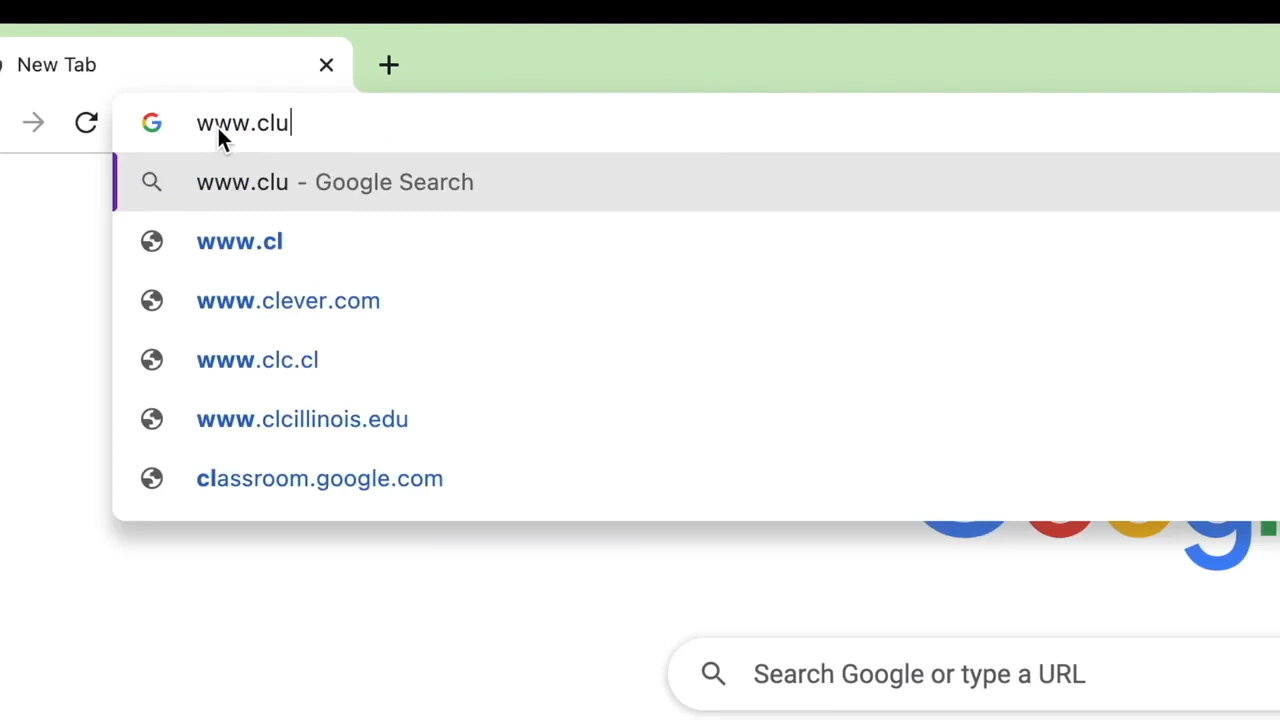 New Tab
www.clu
www.clu - Google Search
www.cl
www.clever.com
www.clc.cl
www.clcillinois.edu
classroom.google.com
Search Google or type a URL